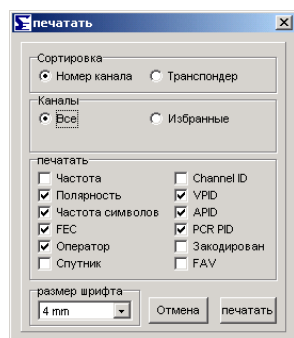 печатать
Сортировка
Номер канала Транспондер
Каналы
Все Избранные
печатать
Частота Channel ID
Полярность VPID
Частота символов APID
FEC PCR PID
Оператор Закодирован
Спутник FAV
размер шрифта
4 mm Отмена печатать